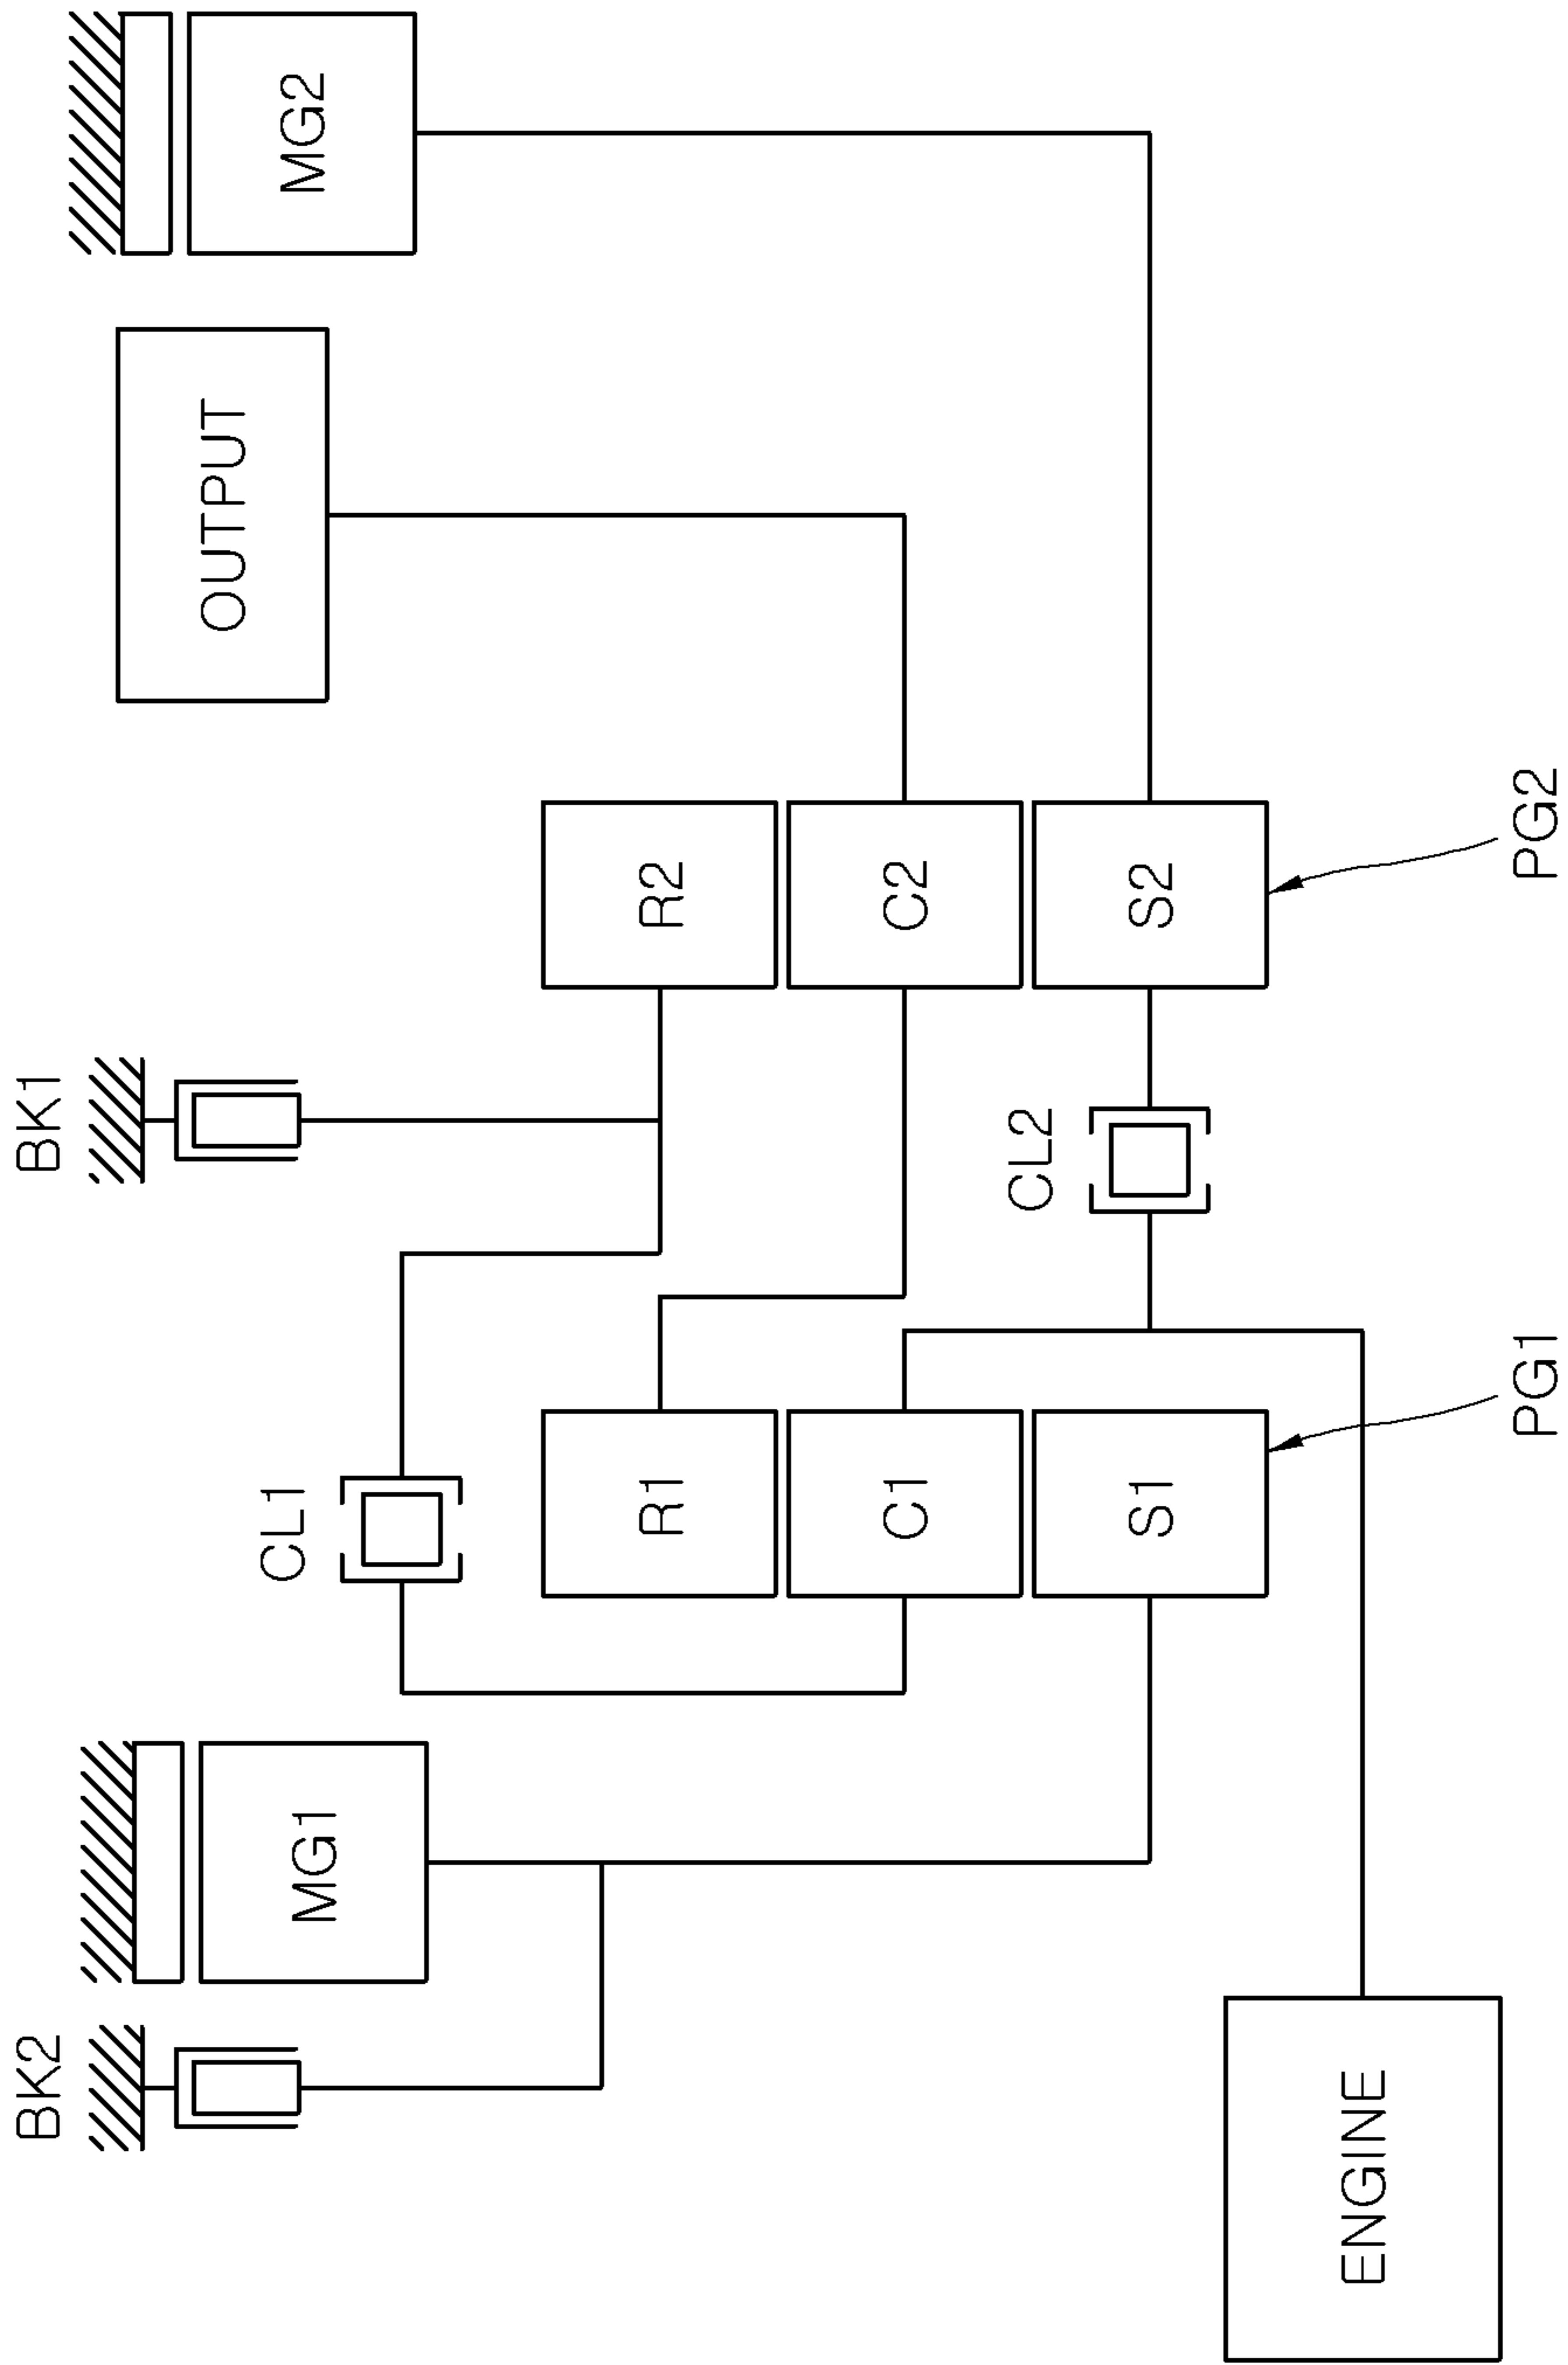 BK2
MG1
CL1
BK1
OUTPUT
MG2
R1
R2
C1
C2
CL2
S1
S2
ENGINE
PG1
PG2